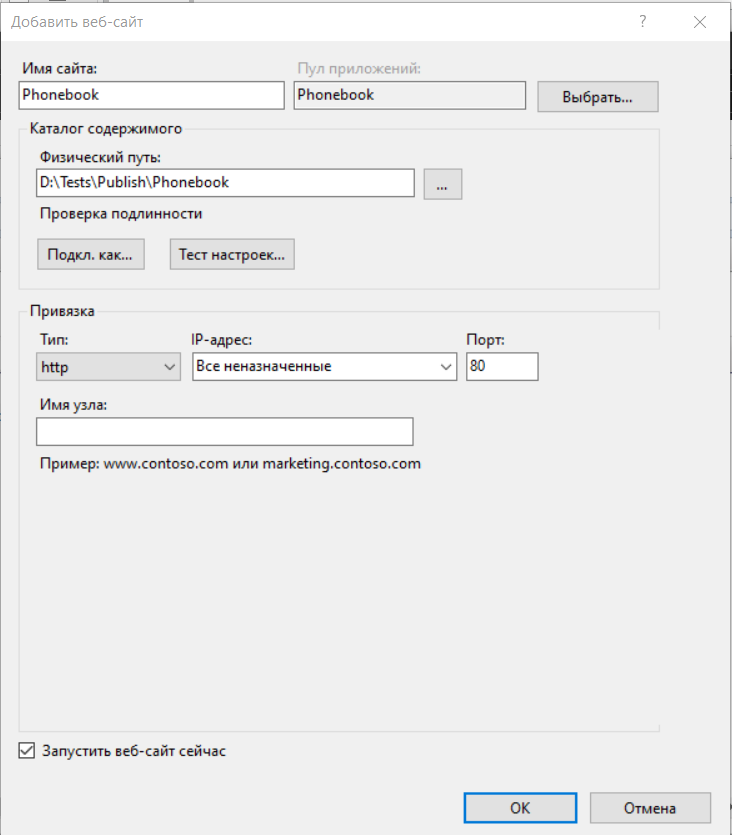 Добавить веб-сайт
?
Имя сайта: Пул приложений:
Phonebook Phonebook Выбрать...
Каталог содержимого
Физический путь:
D:\Tests\Publish\Phonebook ...
Проверка подлинности
Подкл. как... Тест настроек...
Привязка
Тип: IP-адрес: Порт:
http Все неназначенные 80
Имя узла:
Пример: www.contoso.com или marketing.contoso.com
Запустить веб-сайт сейчас
ОК Отмена